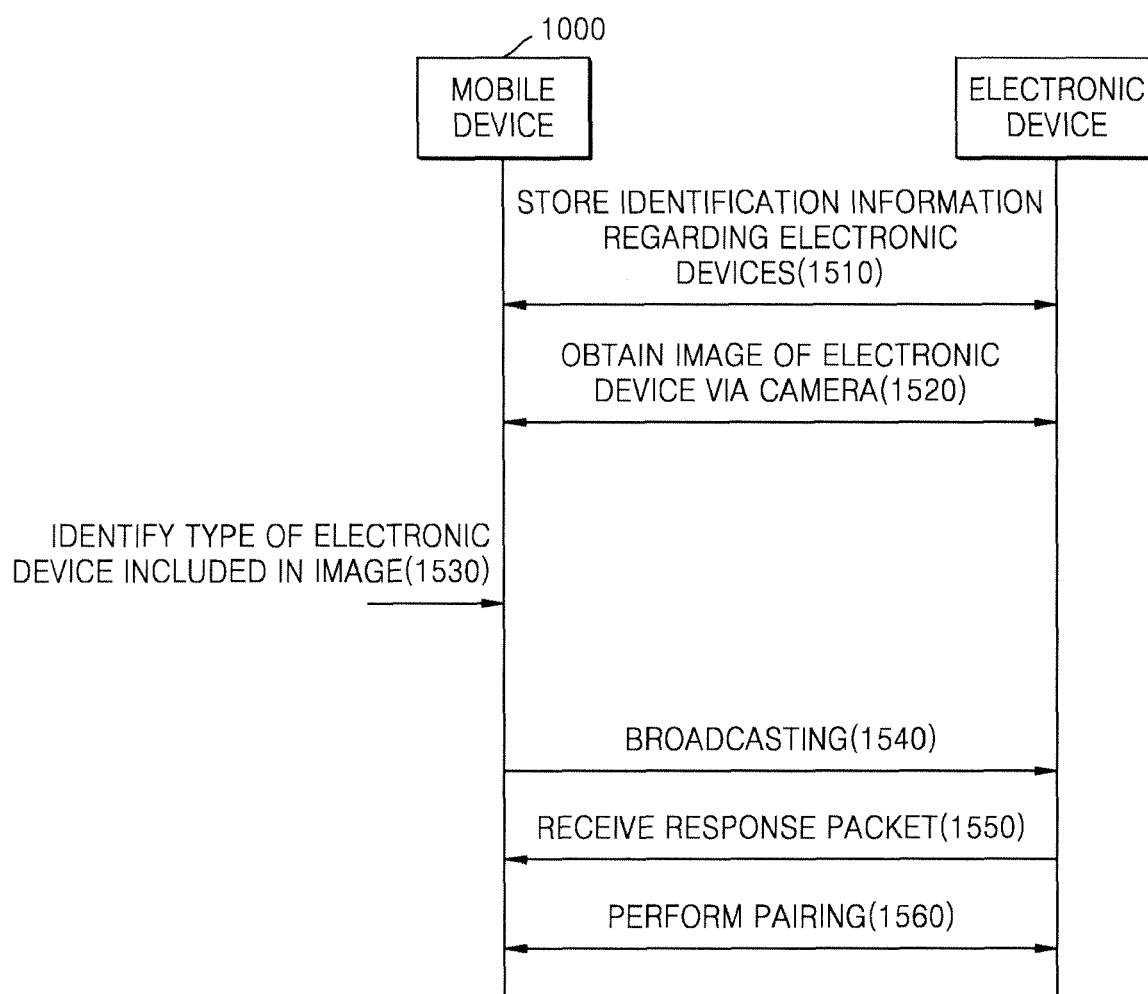 1000
MOBILE
DEVICE
ELECTRONIC
DEVICE
STORE IDENTIFICATION INFORMATION
REGARDING ELECTRONIC
DEVICES(1510)
OBTAIN IMAGE OF ELECTRONIC
DEVICE VIA CAMERA(1520)
IDENTIFY TYPE OF ELECTRONIC
DEVICE INCLUDED IN IMAGE(1530)
BROADCASTING(1540)
RECEIVE RESPONSE PACKET(1550)
PERFORM PAIRING(1560)